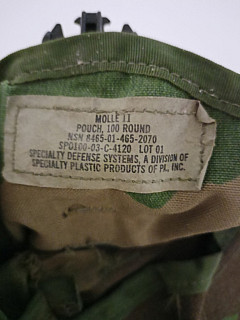 MOLLE II
POUCH, 100 ROUND
NSN 8465-01-465-2070
SPO100-03-C-4120 LOT 01
SPECIALTY DEFENSE SYSTEMS, A DIVISION OF
SPECIALTY PLASTIC PRODUCTS OF PA, INC.